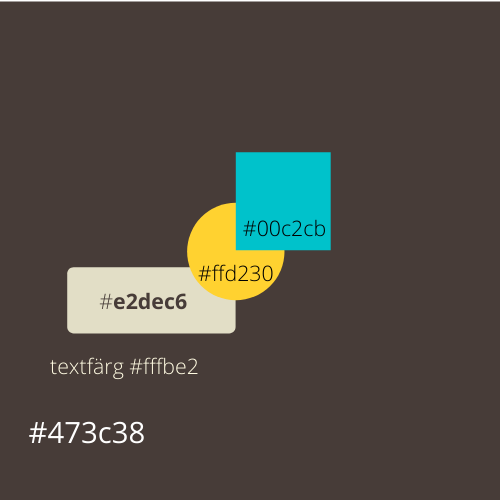 #00c2cb
#ffd230
#e2dec6
textfärg #fffbe2
#473c38